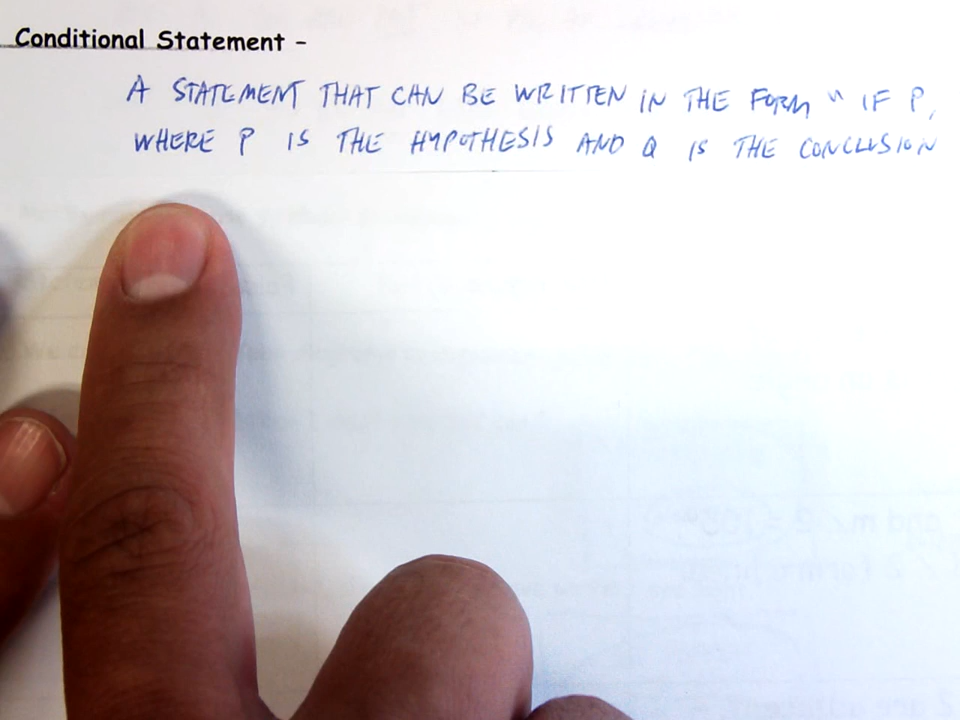 Conditional Statement -
A STATEMENT THAT CAN BE WRITTEN IN THE FORM " IF P,
WHERE P IS THE HYPOTHESIS AND Q IS THE CONCLUSION